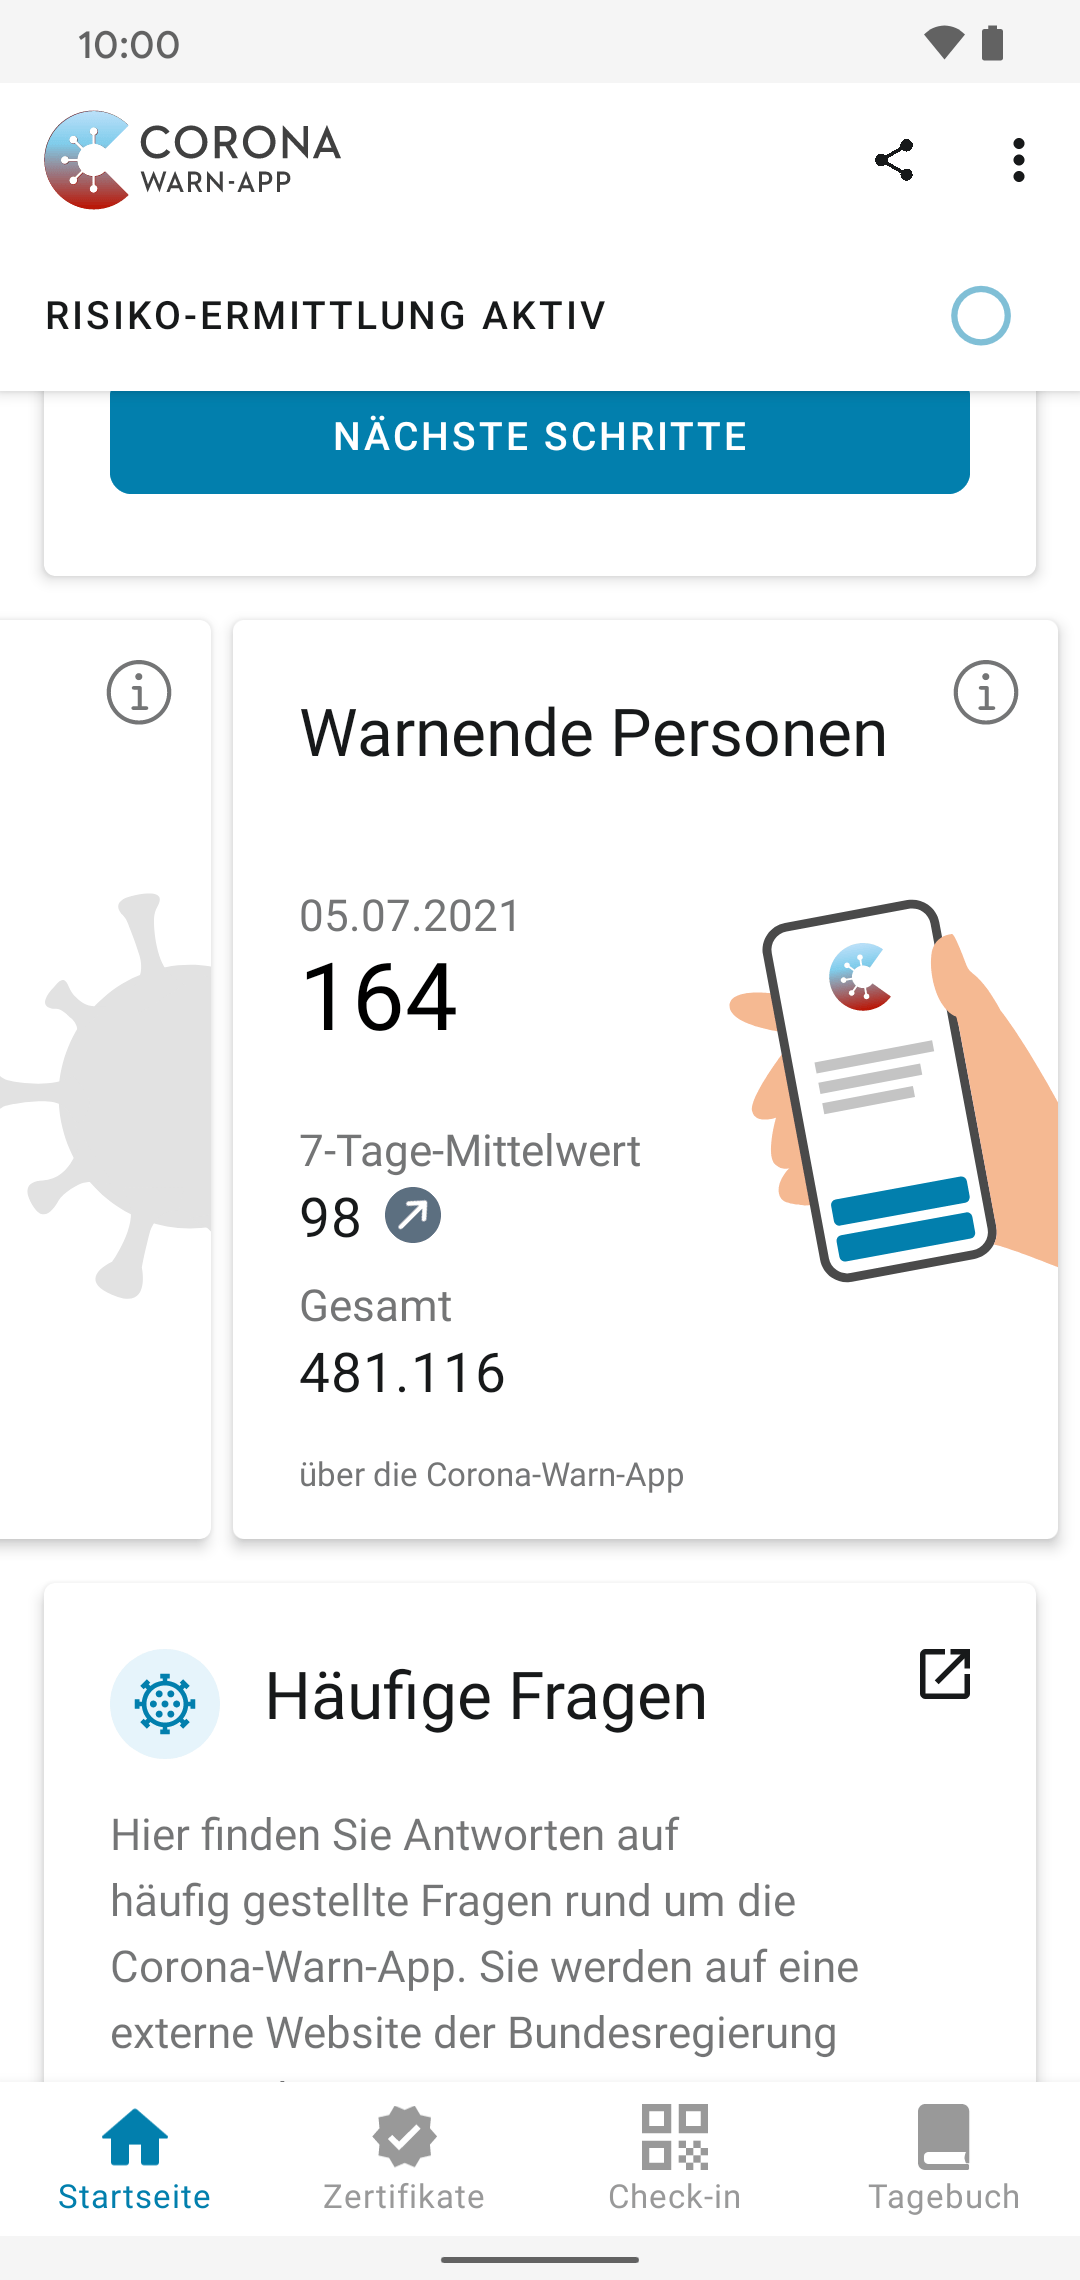 10:00
CORONA
WARN-APP
RISIKO-ERMITTLUNG AKTIV
NÄCHSTE SCHRITTE
Warnende Personen
05.07.2021
164
7-Tage-Mittelwert
98
Gesamt
481.116
über die Corona-Warn-App
Häufige Fragen
Hier finden Sie Antworten auf
häufig gestellte Fragen rund um die
Corona-Warn-App. Sie werden auf eine
externe Website der Bundesregierung
Startseite
Zertifikate
Check-in
Tagebuch